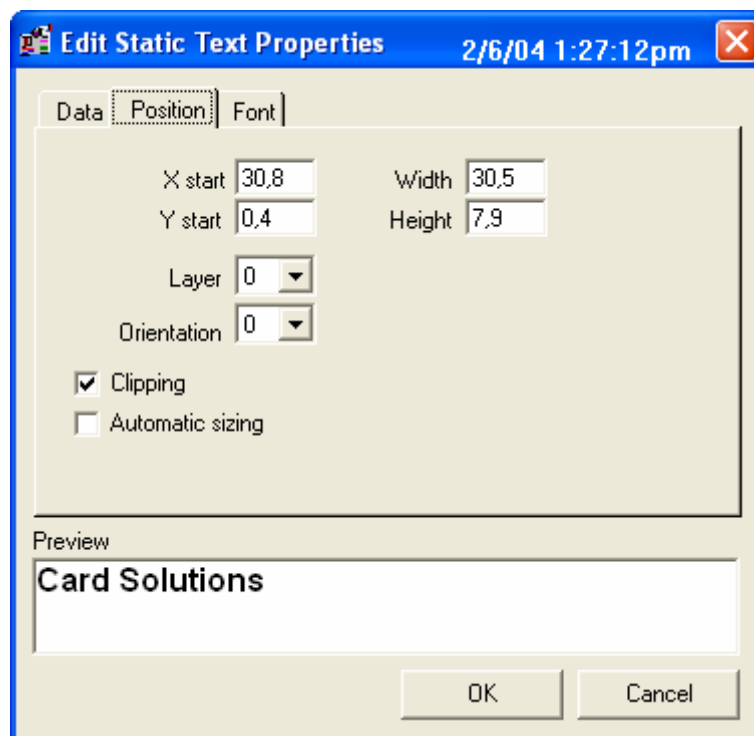 Edit Static Text Properties 2/6/04 1:27:12pm
Data Position Font
X start 30,8 Width 30,5
Y start 0,4 Height 7,9
Layer 0
Orientation 0
Clipping
Automatic sizing
Preview
Card Solutions
OK Cancel